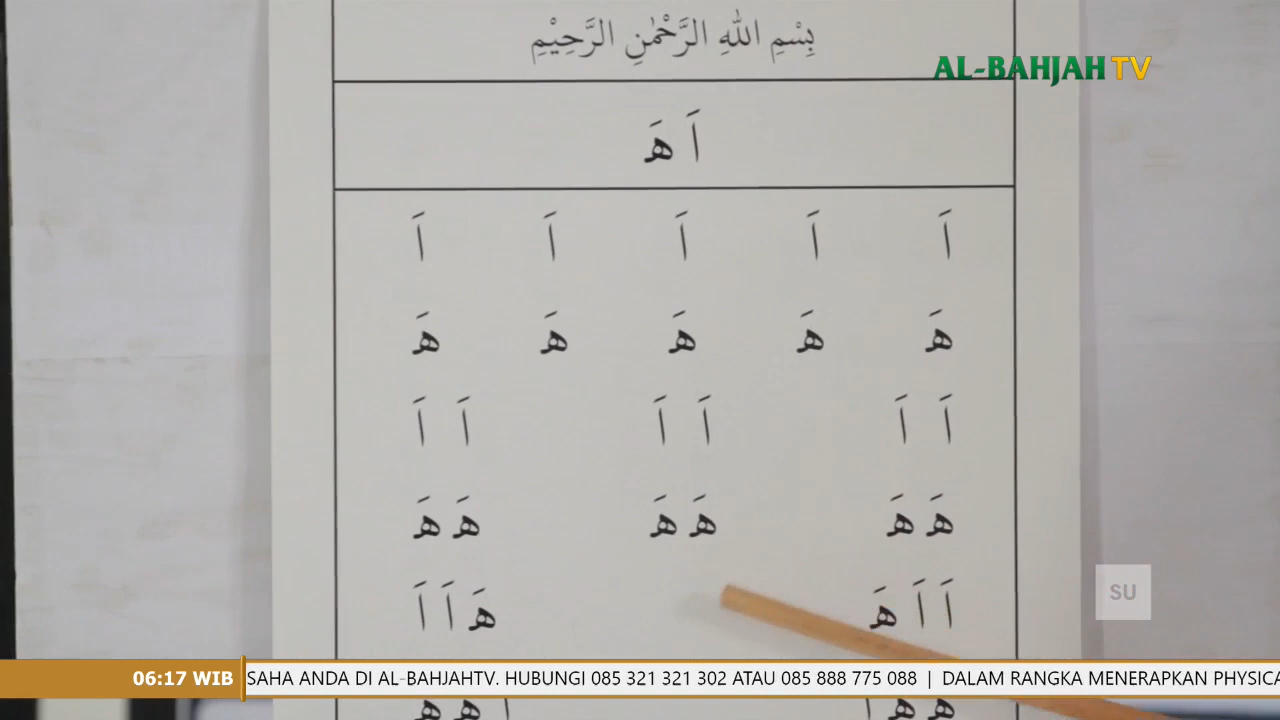 بِسْمِ اللّٰهِ الرَّحْمٰنِ الرَّحِيْمِ
AL-BAHJAH TV
اَ هَ
اَ اَ اَ اَ اَ
هَ هَ هَ هَ هَ
اَ اَ اَ اَ اَ اَ
هَ هَ هَ هَ هَ هَ
اَ اَ هَ هَ اَ اَ
SU
06:17 WIB
SAHA ANDA DI AL-BAHJAHTV. HUBUNGI 085 321 321 302 ATAU 085 888 775 088 | DALAM RANGKA MENERAPKAN PHYSICA